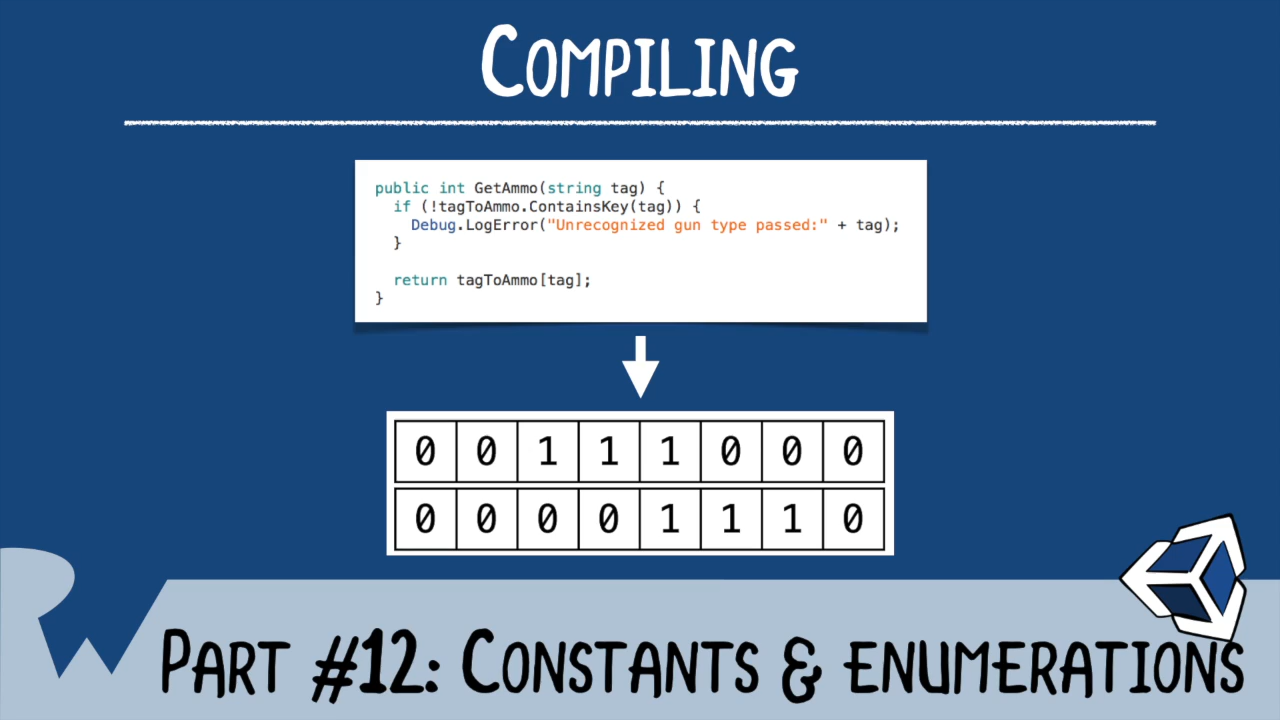 COMPILING
public int GetAmmo(string tag) {
if (!tagToAmmo.ContainsKey(tag)) {
Debug.LogError("Unrecognized gun type passed:" + tag);
}
return tagToAmmo[tag];
}
0 0 1 1 1 0 0 0
0 0 0 0 1 1 1 0
PART #12: CONSTANTS & ENUMERATIONS